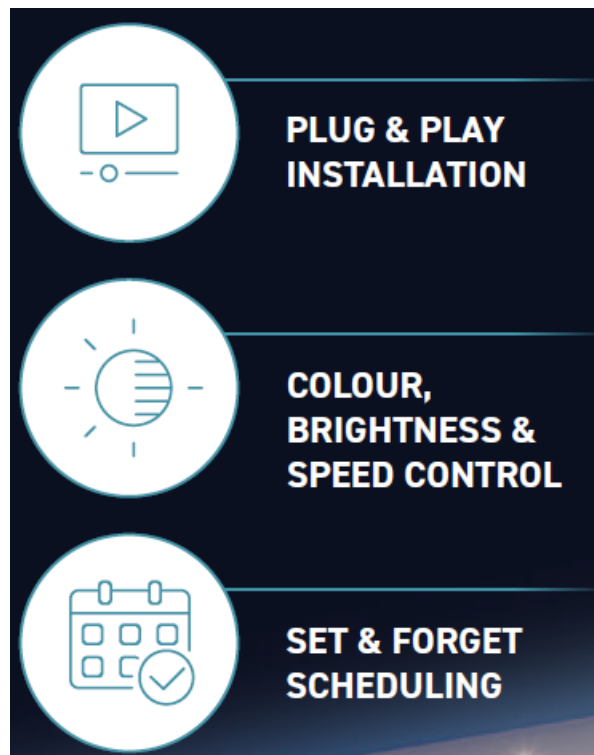 PLUG & PLAY
INSTALLATION
COLOUR,
BRIGHTNESS &
SPEED CONTROL
SET & FORGET
SCHEDULING